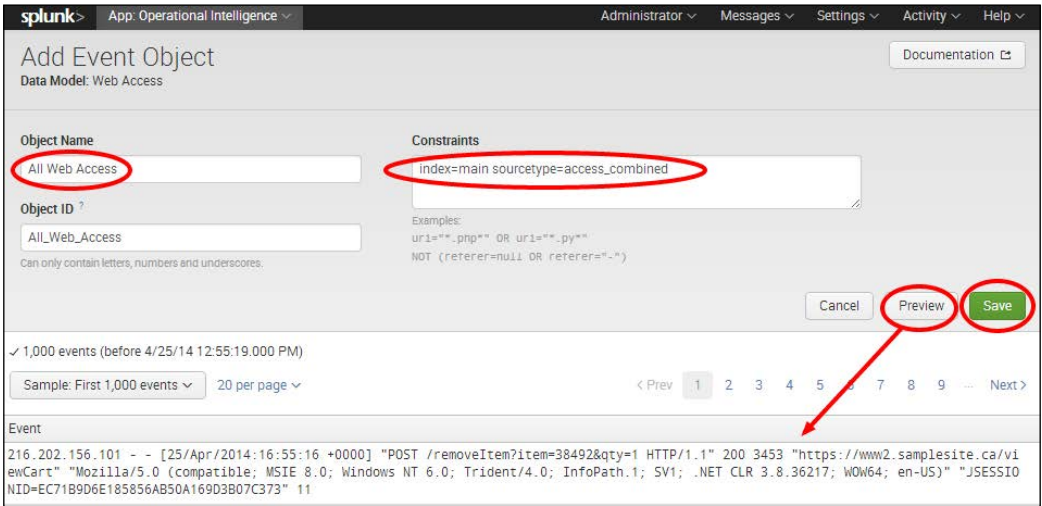 splunk> App: Operational Intelligence Administrator Messages Settings Activity Help
Add Event Object
Documentation
Data Model: Web Access
Object Name
Constraints
All Web Access
index=main sourcetype=access_combined
Object ID ?
Examples:
All_Web_Access
uri="*.php*" OR uri="*.py*"
NOT (referer=null OR referer="-")
Can only contain letters, numbers and underscores.
Cancel Preview Save
✓ 1,000 events (before 4/25/14 12:55:19.000 PM)
Sample: First 1,000 events 20 per page < Prev 1 2 3 4 5 6 7 8 9 ... Next >
Event
216.202.156.101 - - [25/Apr/2014:16:55:16 +0000] "POST /removeItem?item=38492&qty=1 HTTP/1.1" 200 3453 "https://www2.samplesite.ca/vi
ewCart" "Mozilla/5.0 (compatible; MSIE 8.0; Windows NT 6.0; Trident/4.0; InfoPath.1; SV1; .NET CLR 3.8.36217; WOW64; en-US)" "JSESSIO
NID=EC71B9D6E185856AB50A169D3B07C373" 11